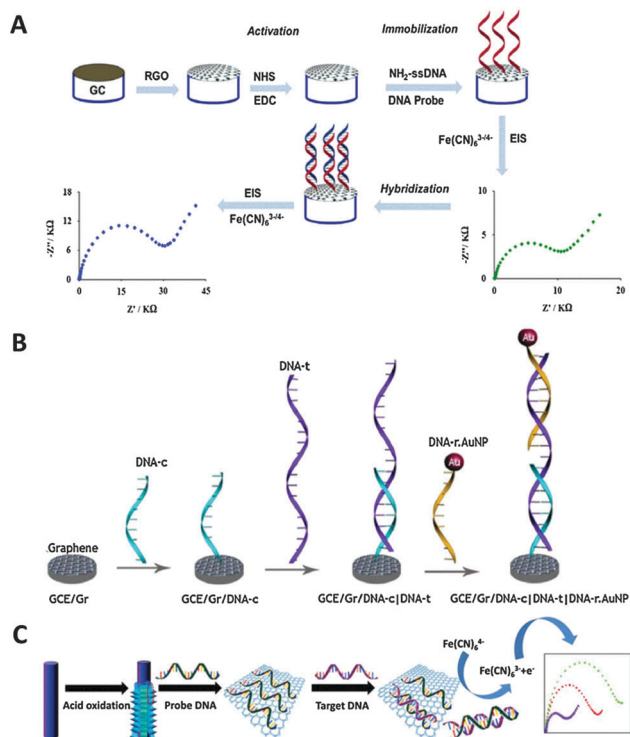 A
Activation
Immobilization
GC
RGO
NHS
EDC
NH2-ssDNA
DNA Probe
Fe(CN)6 3-/4-
EIS
Hybridization
EIS
Fe(CN)6 3-/4-
18
12
6
0
-Z''/ KΩ
0 15 30 45
Z' / KΩ
10
5
0
-Z''/ KΩ
0 10 20
Z' / KΩ
B
DNA-t
DNA-c
Au
DNA-r.AuNP
Au
Graphene
GCE/Gr
GCE/Gr/DNA-c
GCE/Gr/DNA-c|DNA-t
GCE/Gr/DNA-c|DNA-t|DNA-r.AuNP
C
Acid oxidation
Probe DNA
Target DNA
Fe(CN)6 4-
Fe(CN)6 3-+e-